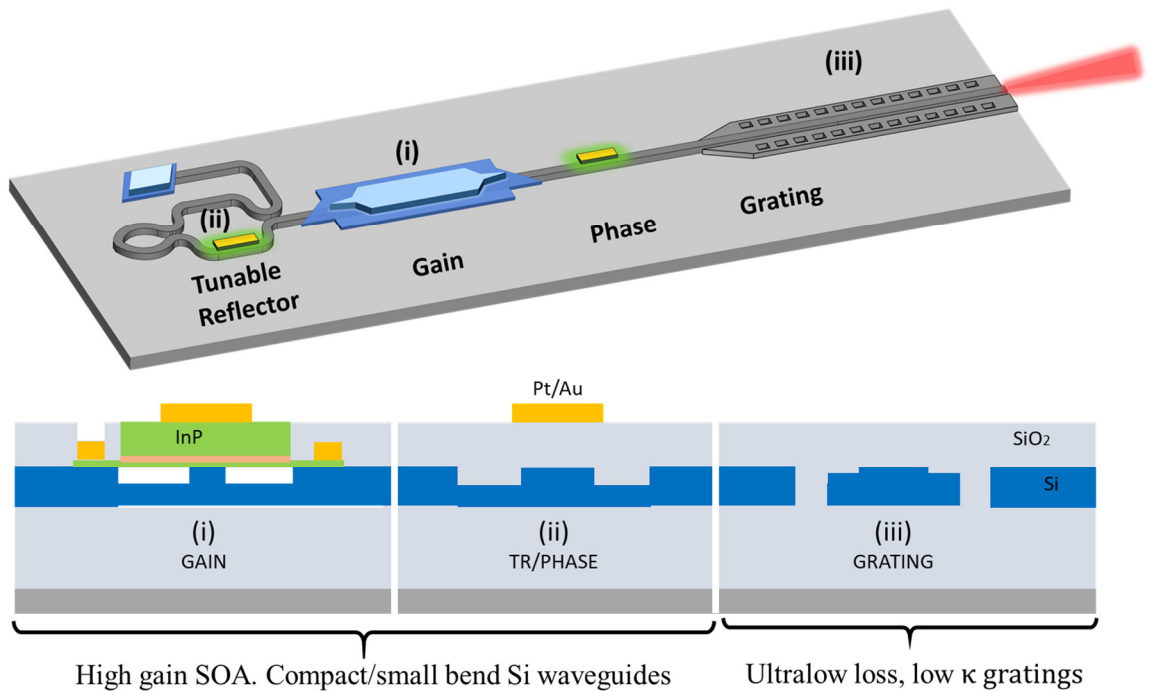 (iii)
(i)
(ii)
Grating
Phase
Gain
Tunable
Reflector
Pt/Au
InP
SiO₂
Si
(i)
(ii)
(iii)
GAIN
TR/PHASE
GRATING
High gain SOA. Compact/small bend Si waveguides
Ultralow loss, low κ gratings